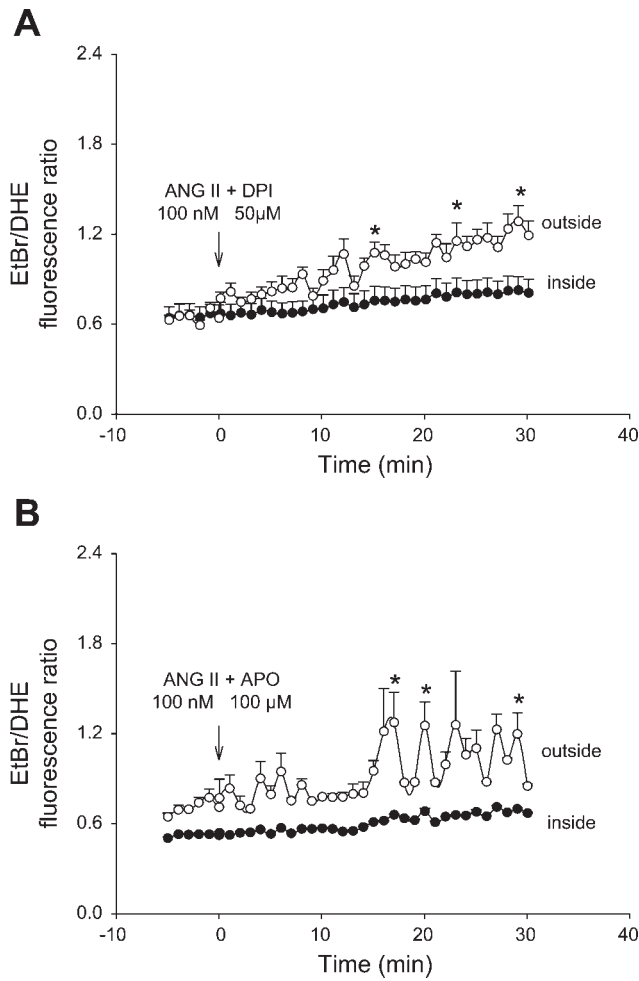 A
2.4
1.8
1.2
0.6
0.0
EtBr/DHE
fluorescence ratio
ANG II + DPI
100 nM 50µM
*
*
*
outside
inside
-10
0
10
20
30
40
Time (min)
B
2.4
1.8
1.2
0.6
0.0
EtBr/DHE
fluorescence ratio
ANG II + APO
100 nM 100 µM
*
*
*
outside
inside
-10
0
10
20
30
40
Time (min)